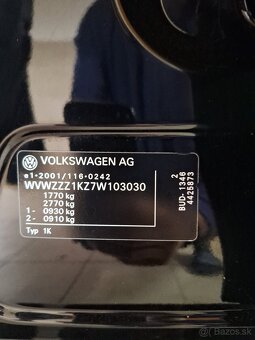 VOLKSWAGEN AG
e1*2001/116*0242
WVWZZZ1KZ7W103030
1770 kg
2770 kg
1- 0930 kg
2- 0910 kg
Typ 1K
2
BUD-1346
4425873
Bazos.sk